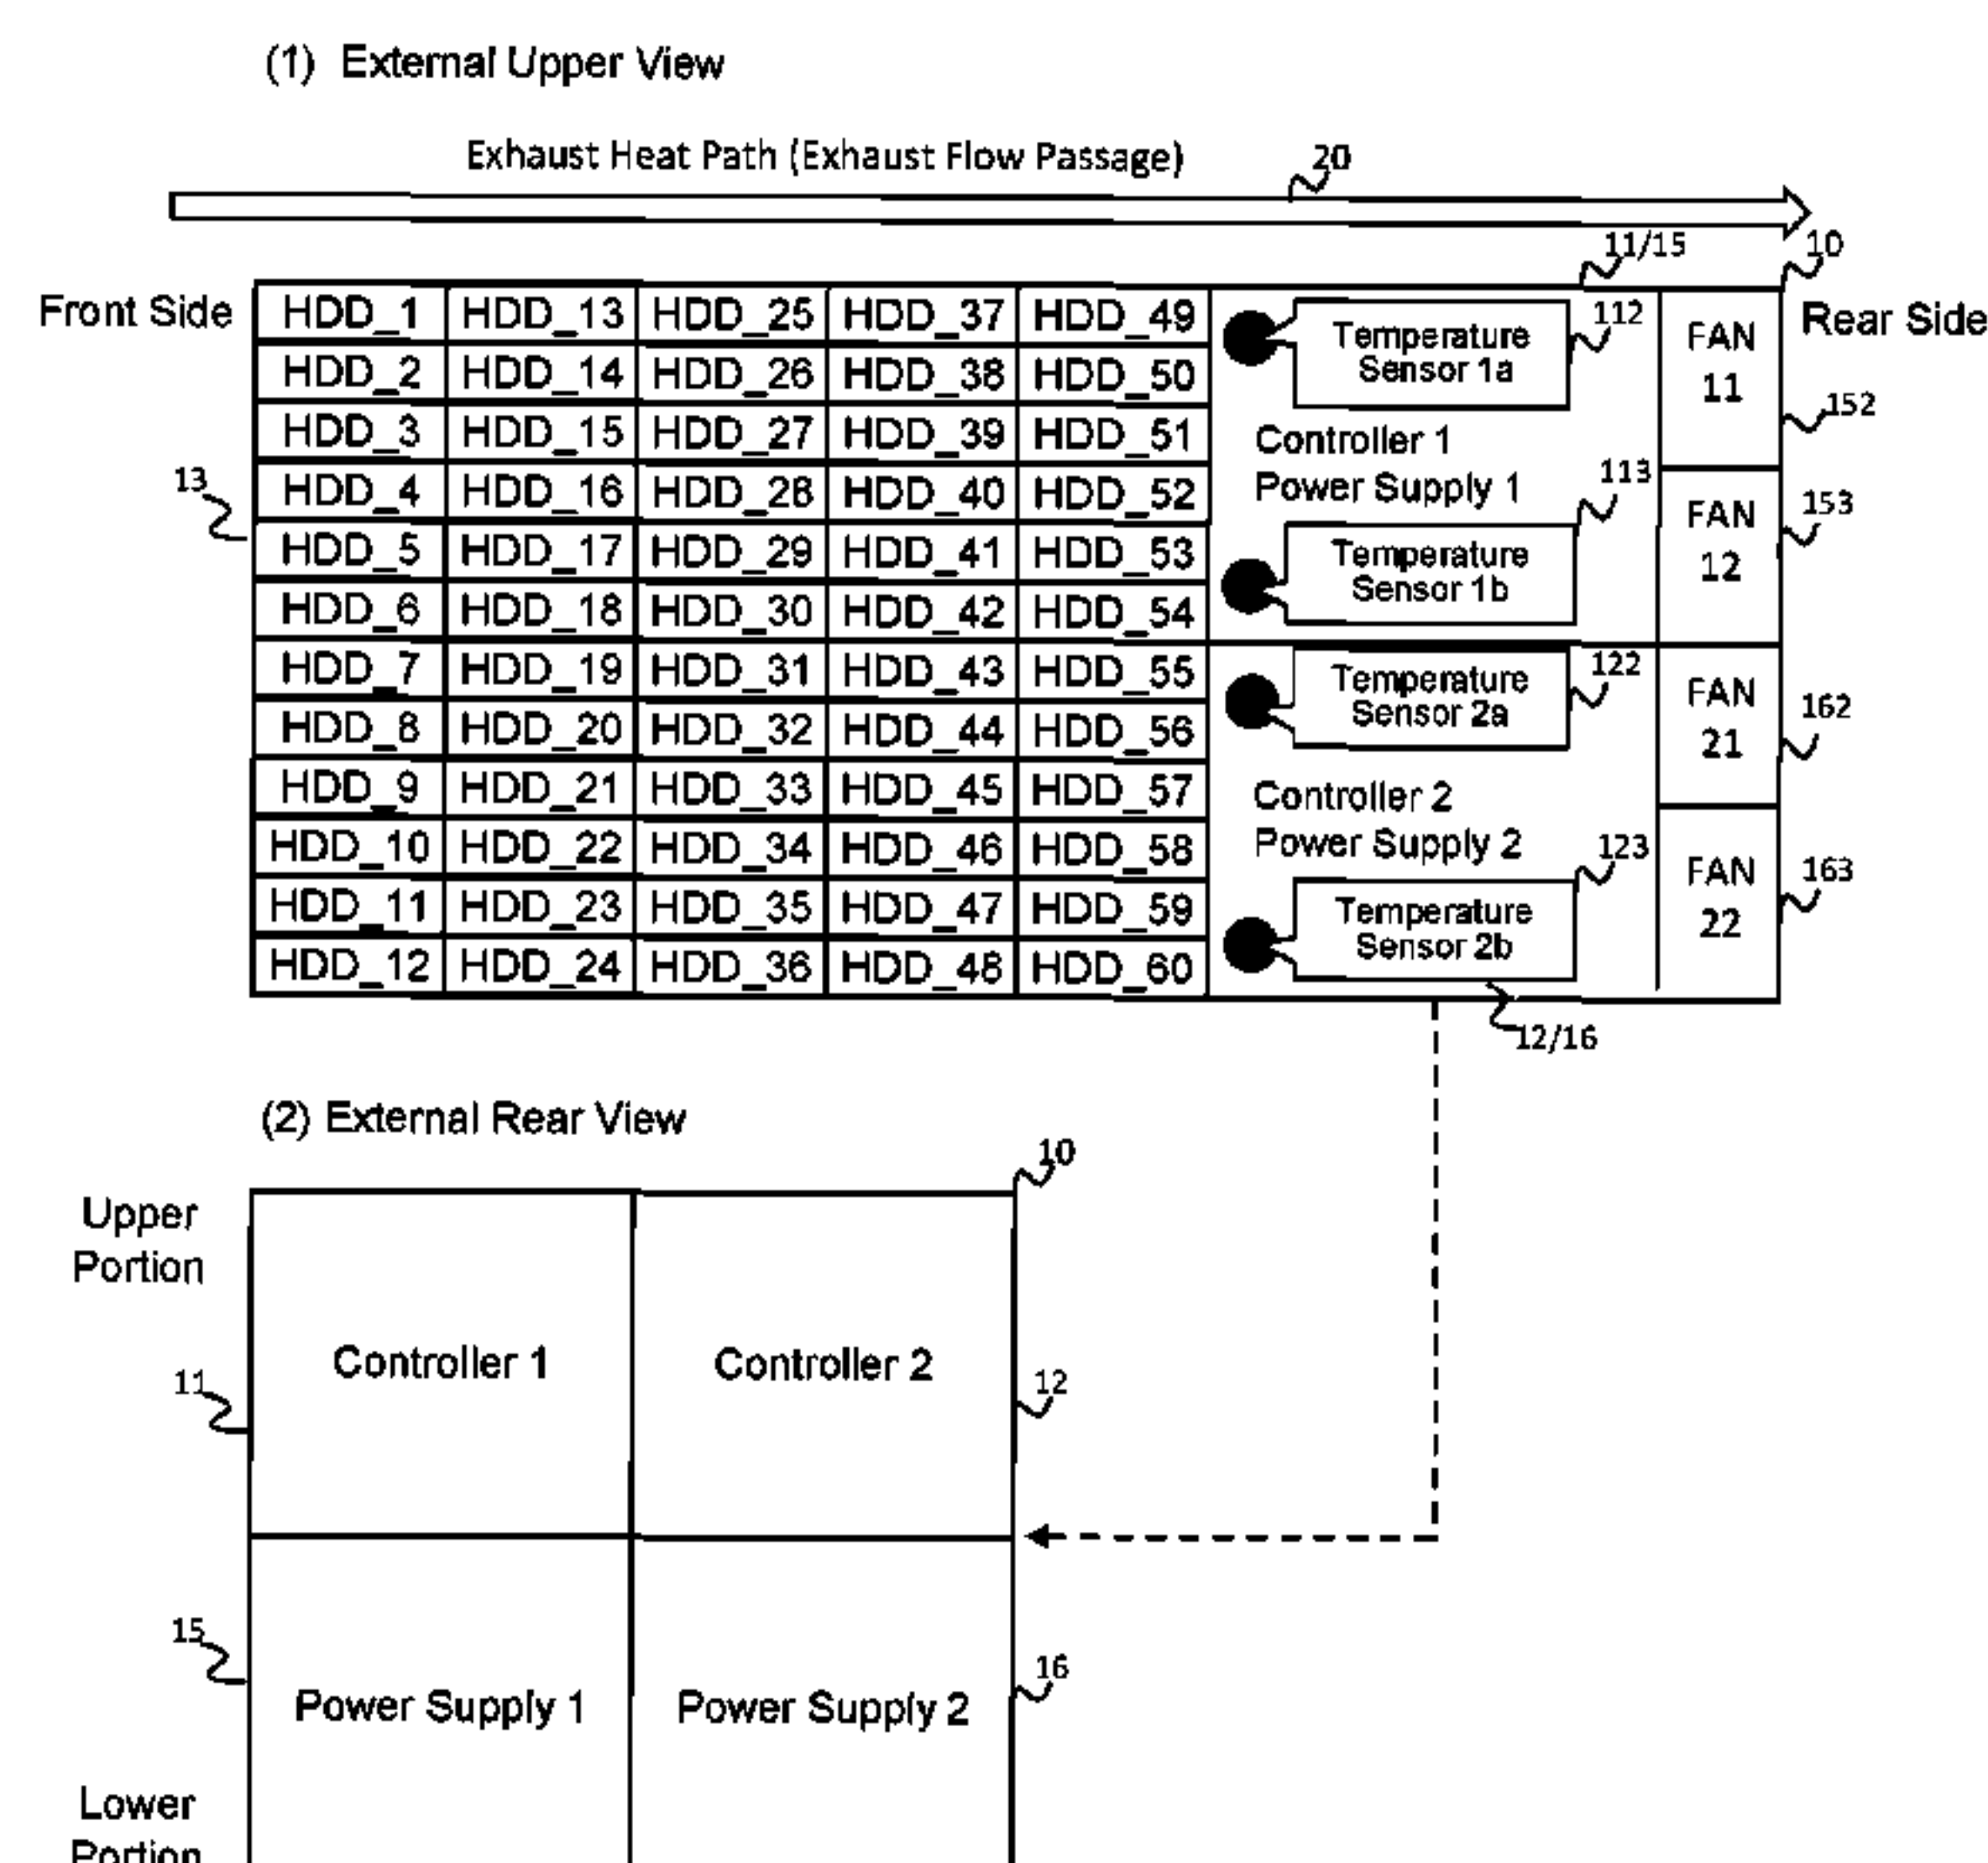 (1) External Upper View
Exhaust Heat Path (Exhaust Flow Passage)
20
11/15
10
Front Side
Rear Side
HDD_1 HDD_13 HDD_25 HDD_37 HDD_49
HDD_2 HDD_14 HDD_26 HDD_38 HDD_50
HDD_3 HDD_15 HDD_27 HDD_39 HDD_51
HDD_4 HDD_16 HDD_28 HDD_40 HDD_52
HDD_5 HDD_17 HDD_29 HDD_41 HDD_53
HDD_6 HDD_18 HDD_30 HDD_42 HDD_54
HDD_7 HDD_19 HDD_31 HDD_43 HDD_55
HDD_8 HDD_20 HDD_32 HDD_44 HDD_56
HDD_9 HDD_21 HDD_33 HDD_45 HDD_57
HDD_10 HDD_22 HDD_34 HDD_46 HDD_58
HDD_11 HDD_23 HDD_35 HDD_47 HDD_59
HDD_12 HDD_24 HDD_36 HDD_48 HDD_60
13
Temperature
Sensor 1a
112
Controller 1
Power Supply 1
113
Temperature
Sensor 1b
Temperature
Sensor 2a
122
Controller 2
Power Supply 2
123
Temperature
Sensor 2b
FAN
11
152
FAN
12
153
FAN
21
162
FAN
22
163
12/16
(2) External Rear View
10
Upper
Portion
Controller 1
Controller 2
11
12
15
16
Power Supply 1
Power Supply 2
Lower
Portion